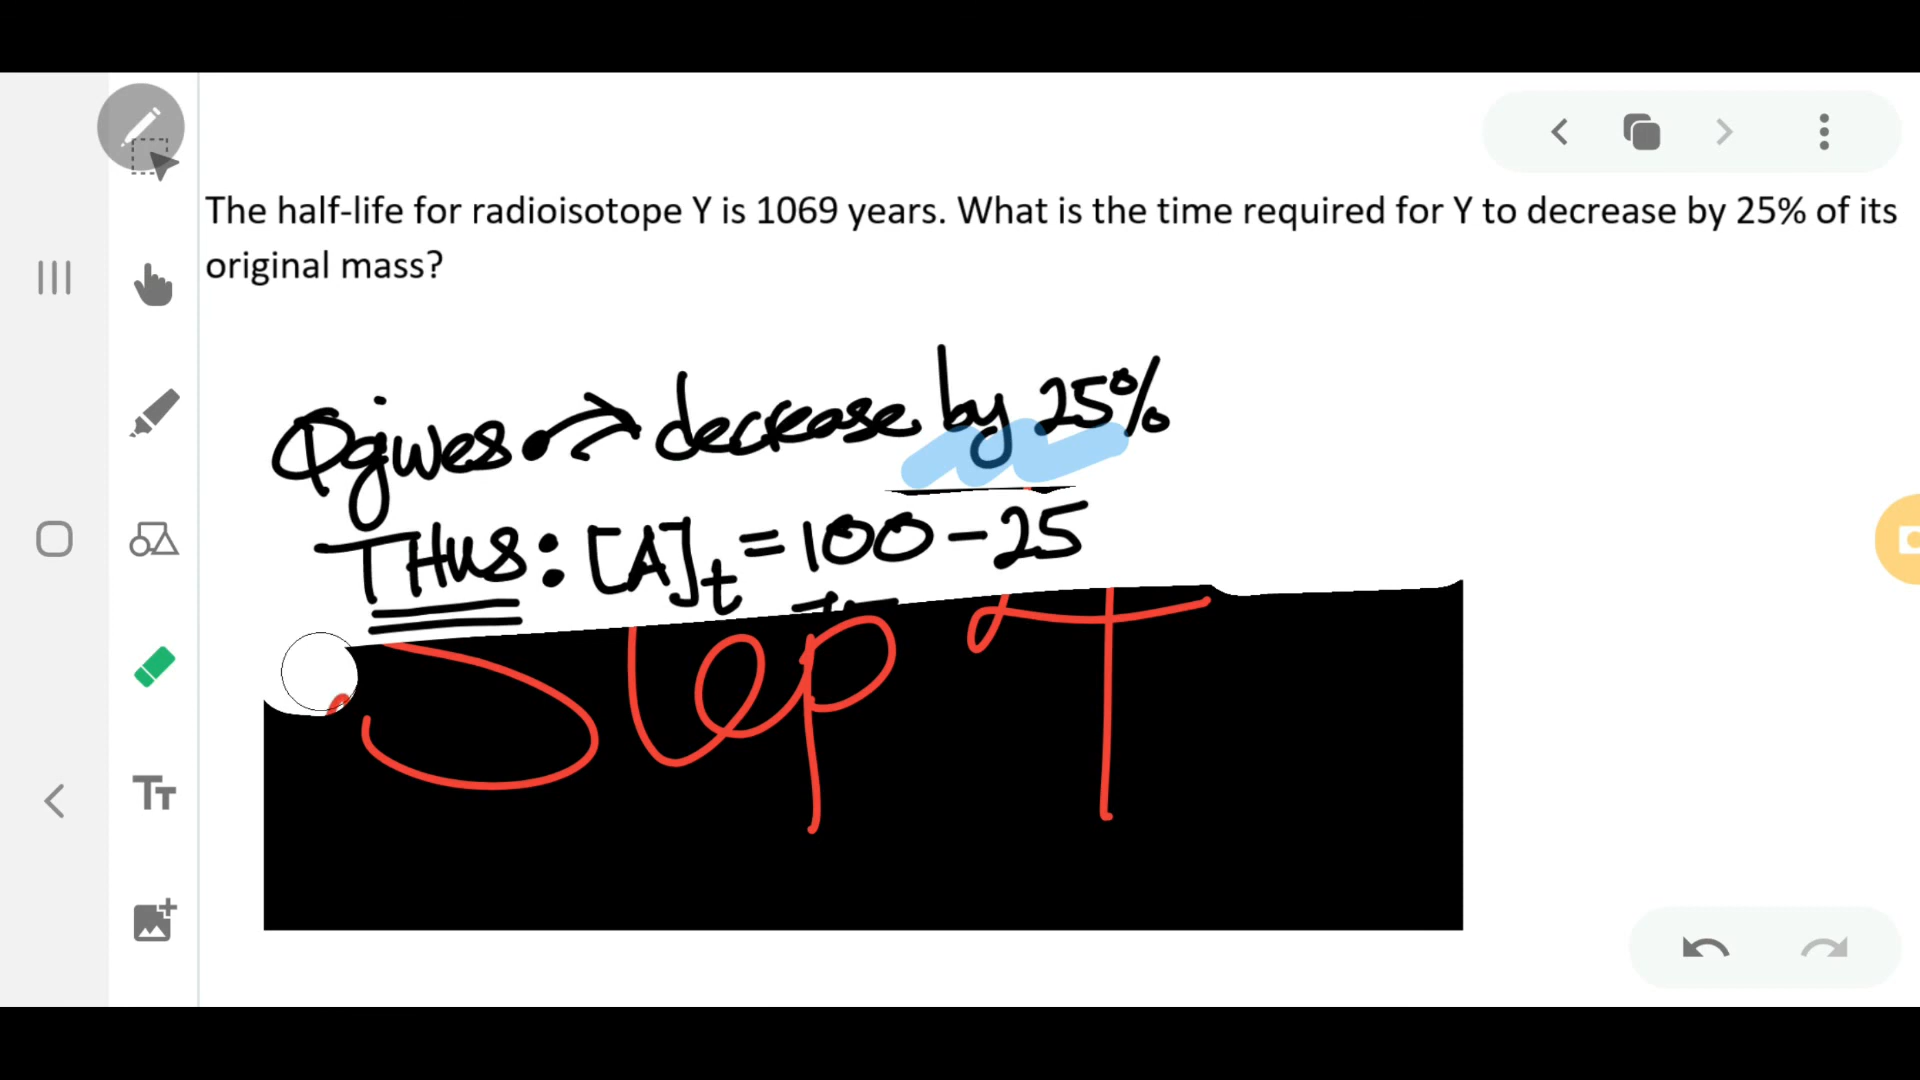 The half-life for radioisotope Y is 1069 years. What is the time required for Y to decrease by 25% of its
original mass?
Qgives → decrease by 25%
THUS: [A]t = 100 - 25
Step 4
TT